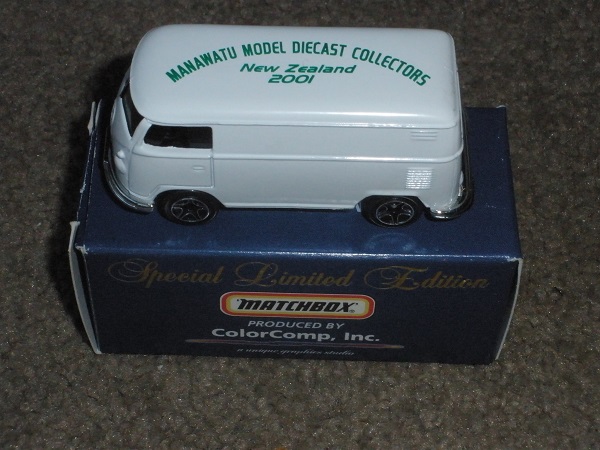 MANAWATU MODEL DIECAST COLLECTORS
New Zealand
2001
Special Limited Edition
MATCHBOX
PRODUCED BY
ColorComp, Inc.
a unique graphics studio